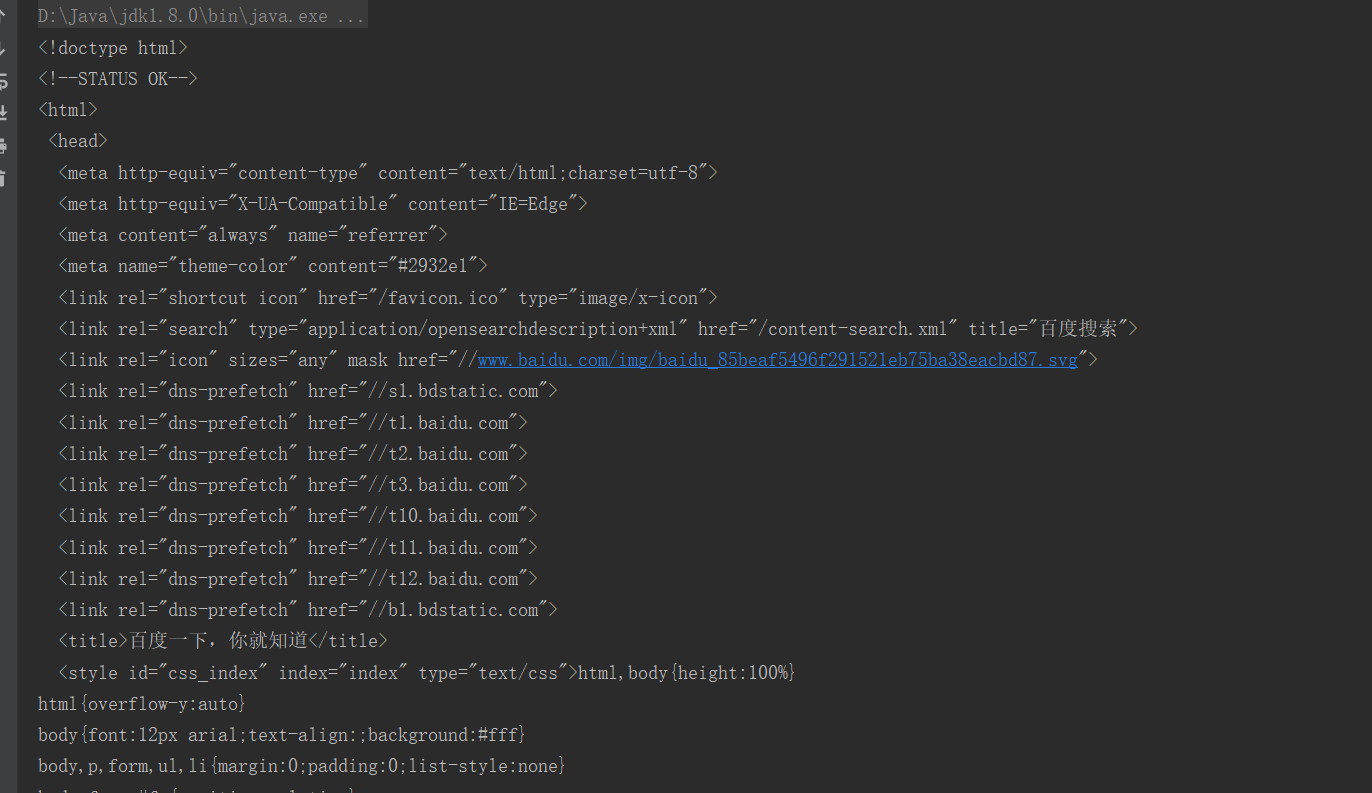 D:\Java\jdk1.8.0\bin\java.exe ...
<!doctype html>
<!--STATUS OK-->
<html>
 <head>
  <meta http-equiv="content-type" content="text/html;charset=utf-8">
  <meta http-equiv="X-UA-Compatible" content="IE=Edge">
  <meta content="always" name="referrer">
  <meta name="theme-color" content="#2932e1">
  <link rel="shortcut icon" href="/favicon.ico" type="image/x-icon">
  <link rel="search" type="application/opensearchdescription+xml" href="/content-search.xml" title="百度搜索">
  <link rel="icon" sizes="any" mask href="//www.baidu.com/img/baidu_85beaf5496f291521eb75ba38eacbd87.svg">
  <link rel="dns-prefetch" href="//s1.bdstatic.com">
  <link rel="dns-prefetch" href="//t1.baidu.com">
  <link rel="dns-prefetch" href="//t2.baidu.com">
  <link rel="dns-prefetch" href="//t3.baidu.com">
  <link rel="dns-prefetch" href="//t10.baidu.com">
  <link rel="dns-prefetch" href="//t11.baidu.com">
  <link rel="dns-prefetch" href="//t12.baidu.com">
  <link rel="dns-prefetch" href="//b1.bdstatic.com">
  <title>百度一下，你就知道</title>
  <style id="css_index" index="index" type="text/css">html,body{height:100%}
html{overflow-y:auto}
body{font:12px arial;text-align:;background:#fff}
body,p,form,ul,li{margin:0;padding:0;list-style:none}